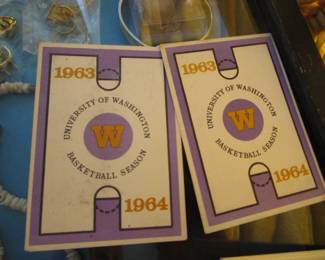 1963
UNIVERSITY OF WASHINGTON
W
BASKETBALL SEASON
1964
1963
UNIVERSITY OF WASHINGTON
W
BASKETBALL SEASON
1964